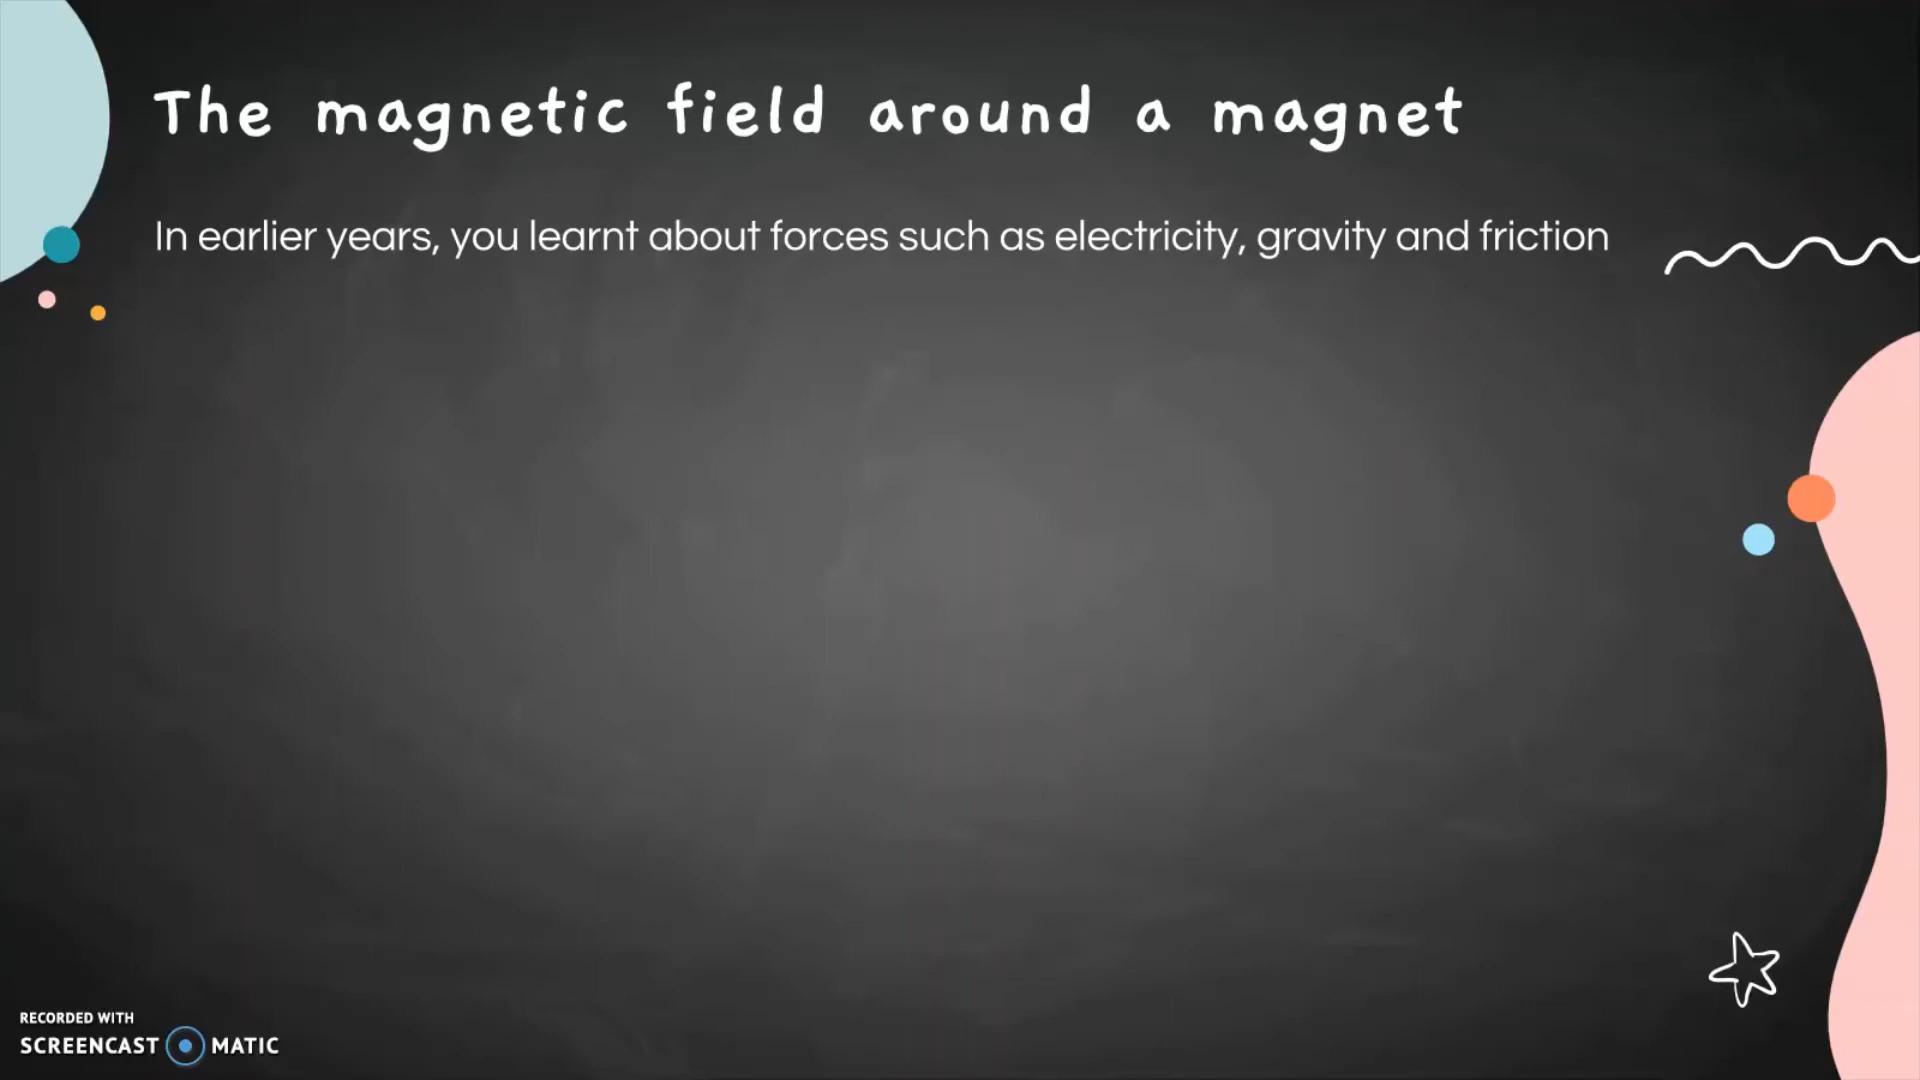 The magnetic field around a magnet
In earlier years, you learnt about forces such as electricity, gravity and friction
RECORDED WITH
SCREENCAST MATIC